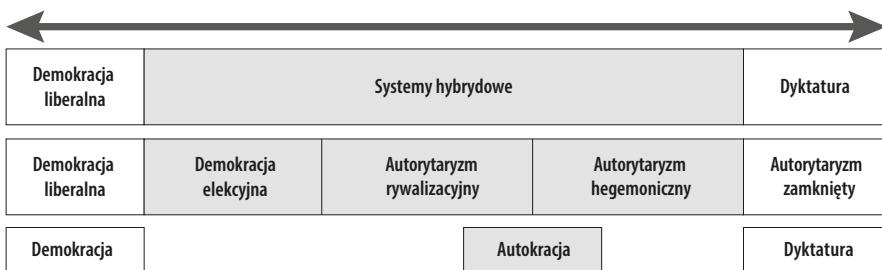 Demokracja
liberalna
Systemy hybrydowe
Dyktatura
Demokracja
liberalna
Demokracja
elekcyjna
Autorytaryzm
rywalizacyjny
Autorytaryzm
hegemoniczny
Autorytaryzm
zamknięty
Demokracja
Autokracja
Dyktatura